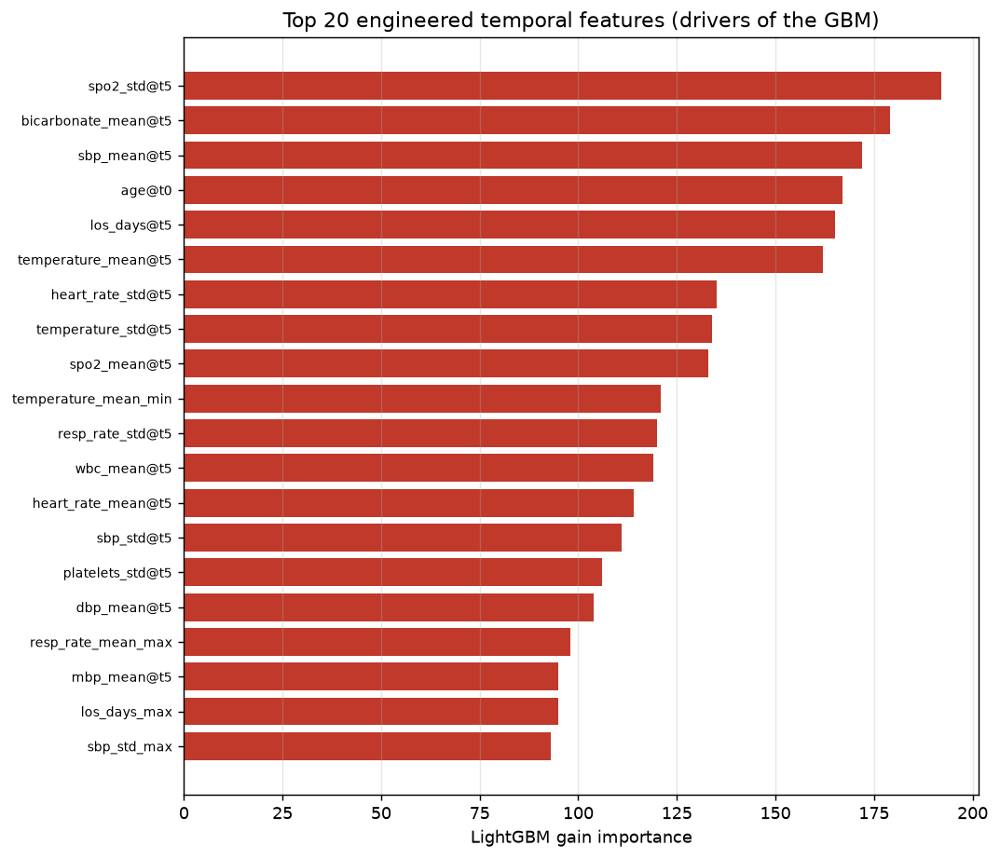 Top 20 engineered temporal features (drivers of the GBM)
spo2_std@t5
bicarbonate_mean@t5
sbp_mean@t5
age@t0
los_days@t5
temperature_mean@t5
heart_rate_std@t5
temperature_std@t5
spo2_mean@t5
temperature_mean_min
resp_rate_std@t5
wbc_mean@t5
heart_rate_mean@t5
sbp_std@t5
platelets_std@t5
dbp_mean@t5
resp_rate_mean_max
mbp_mean@t5
los_days_max
sbp_std_max
0 25 50 75 100 125 150 175 200
LightGBM gain importance